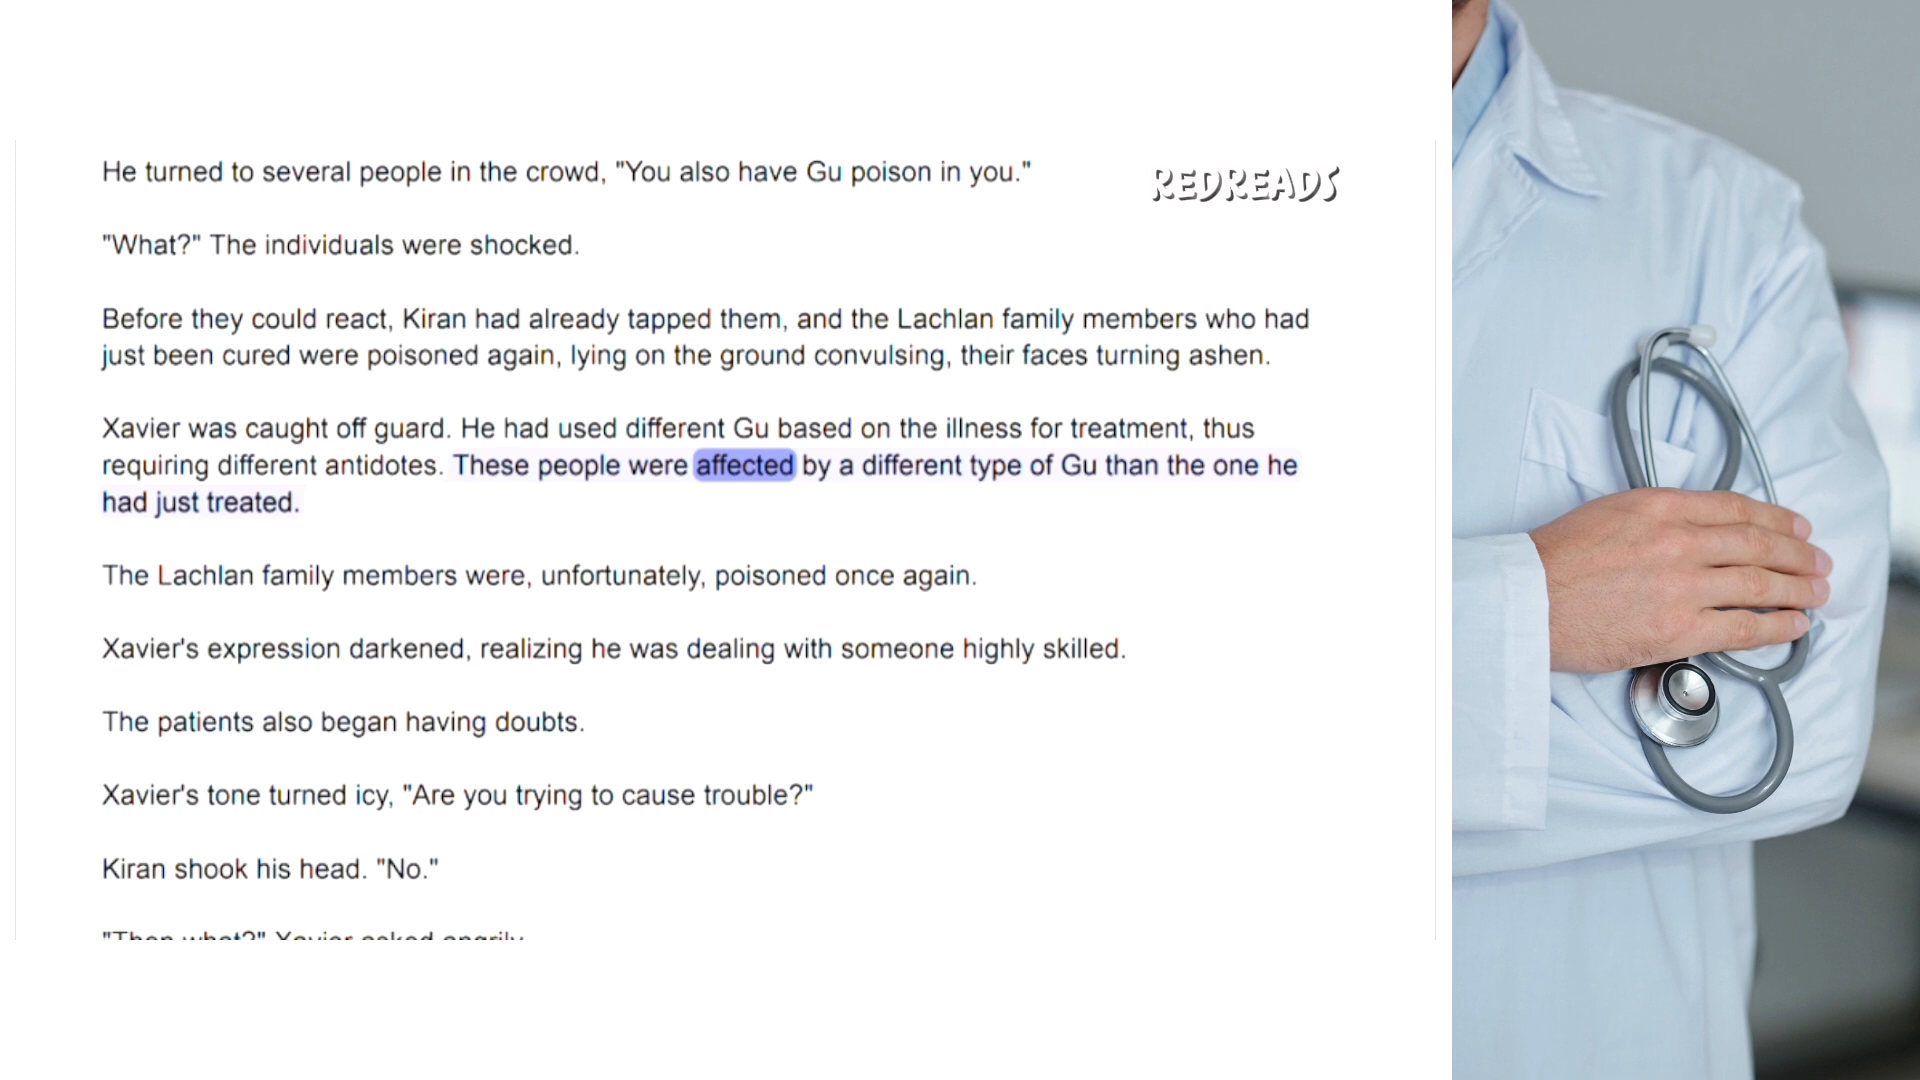 He turned to several people in the crowd, "You also have Gu poison in you."
REDREADS
"What?" The individuals were shocked.
Before they could react, Kiran had already tapped them, and the Lachlan family members who had
just been cured were poisoned again, lying on the ground convulsing, their faces turning ashen.
Xavier was caught off guard. He had used different Gu based on the illness for treatment, thus
requiring different antidotes. These people were affected by a different type of Gu than the one he
had just treated.
The Lachlan family members were, unfortunately, poisoned once again.
Xavier's expression darkened, realizing he was dealing with someone highly skilled.
The patients also began having doubts.
Xavier's tone turned icy, "Are you trying to cause trouble?"
Kiran shook his head. "No."
"Then what?" Xavier asked angrily.